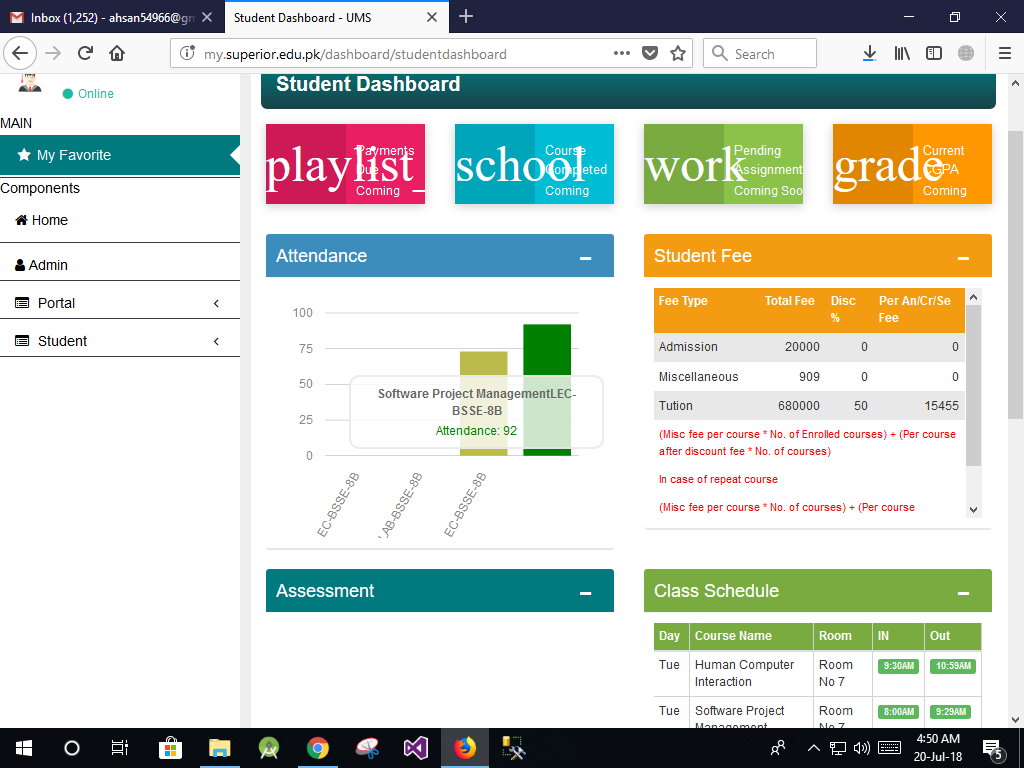 Inbox (1,252) - ahsan54966@gm
Student Dashboard - UMS
my.superior.edu.pk/dashboard/studentdashboard
Search
Online
MAIN
My Favorite
Components
Home
Admin
Portal
Student
Student Dashboard
playlist_
Payments
Due
Coming
school
Course
Completed
Coming
work
Pending
Assignment
Coming Soo
grade
Current
CGPA
Coming
Attendance
100
75
50
25
0
Software Project ManagementLEC-
BSSE-8B
Attendance: 92
EC-BSSE-8B
LAB-BSSE-8B
EC-BSSE-8B
Student Fee
Fee Type Total Fee Disc % Per An/Cr/Se Fee
Admission 20000 0 0
Miscellaneous 909 0 0
Tution 680000 50 15455
(Misc fee per course * No. of Enrolled courses) + (Per course
after discount fee * No. of courses)
In case of repeat course
(Misc fee per course * No. of courses) + (Per course
Assessment
Class Schedule
Day Course Name Room IN Out
Tue Human Computer Interaction Room No 7 9:30AM 10:59AM
Tue Software Project Management Room No 7 8:00AM 9:29AM
4:50 AM
20-Jul-18
5